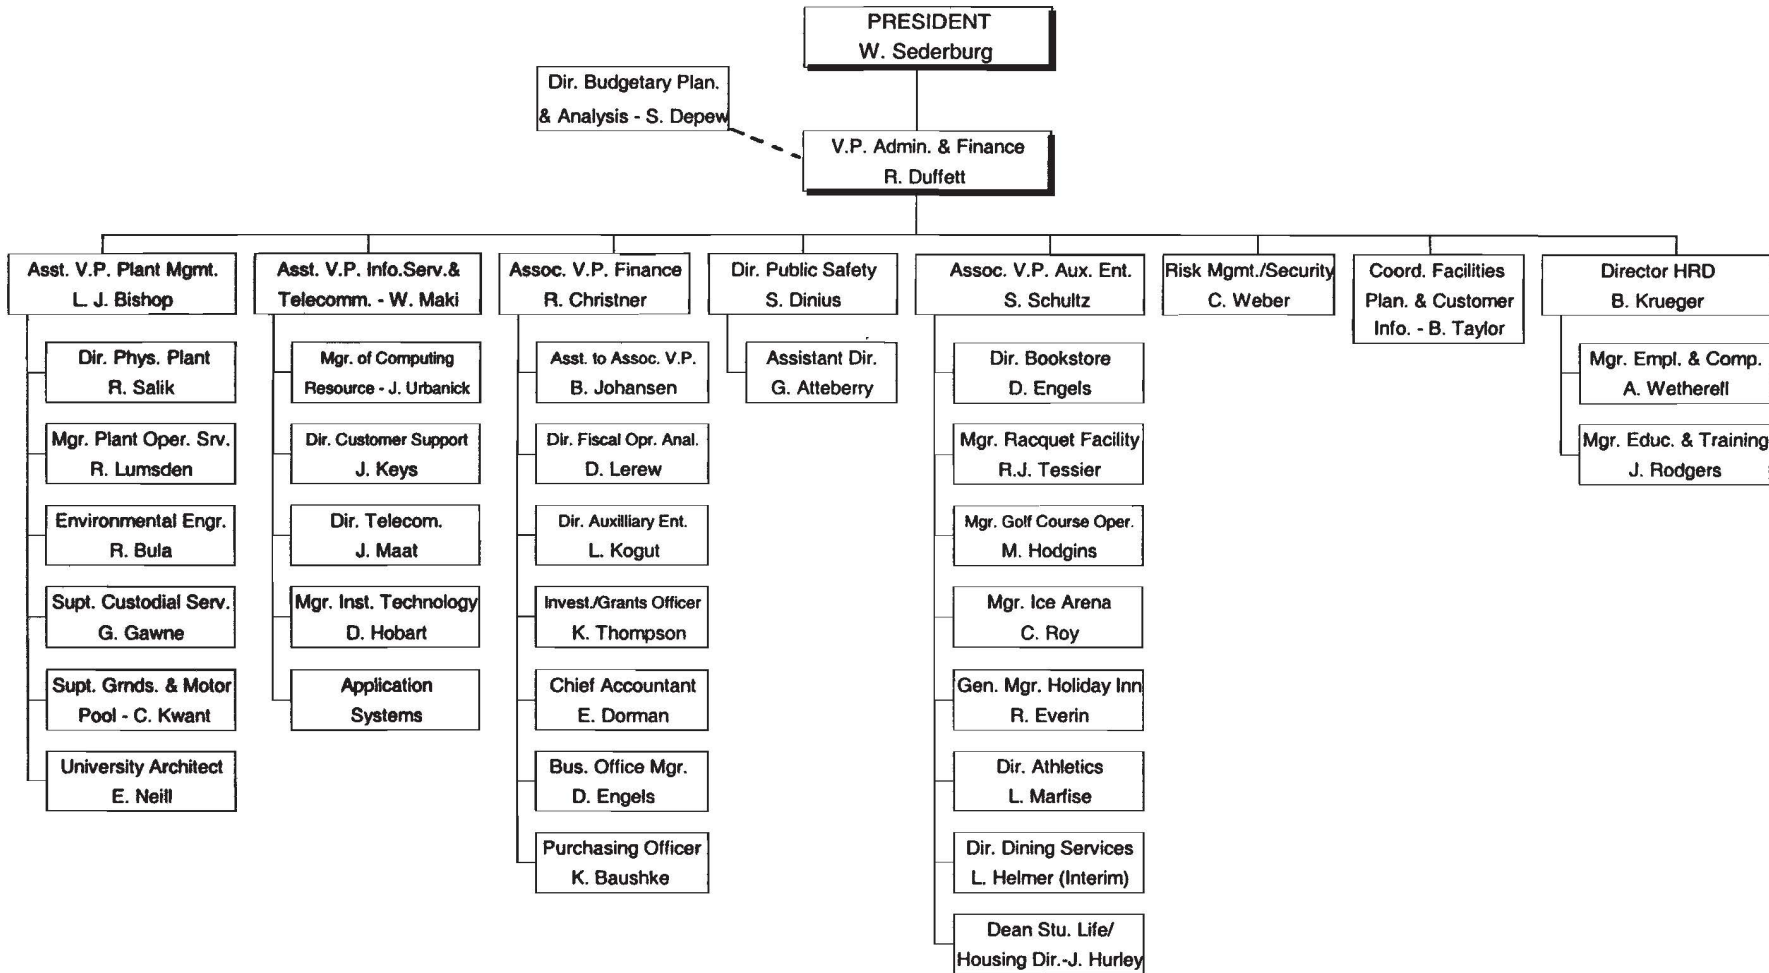 PRESIDENT
W. Sederburg
Dir. Budgetary Plan.
& Analysis - S. Depew
V.P. Admin. & Finance
R. Duffett
Asst. V.P. Plant Mgmt.
L. J. Bishop
Dir. Phys. Plant
R. Salik
Mgr. Plant Oper. Srv.
R. Lumsden
Environmental Engr.
R. Bula
Supt. Custodial Serv.
G. Gawne
Supt. Grnds. & Motor
Pool - C. Kwant
University Architect
E. Neill
Asst. V.P. Info.Serv.&
Telecomm. - W. Maki
Mgr. of Computing
Resource - J. Urbanick
Dir. Customer Support
J. Keys
Dir. Telecom.
J. Maat
Mgr. Inst. Technology
D. Hobart
Application
Systems
Assoc. V.P. Finance
R. Christner
Asst. to Assoc. V.P.
B. Johansen
Dir. Fiscal Opr. Anal.
D. Lerew
Dir. Auxilliary Ent.
L. Kogut
Invest./Grants Officer
K. Thompson
Chief Accountant
E. Dorman
Bus. Office Mgr.
D. Engels
Purchasing Officer
K. Baushke
Dir. Public Safety
S. Dinius
Assistant Dir.
G. Atteberry
Assoc. V.P. Aux. Ent.
S. Schultz
Dir. Bookstore
D. Engels
Mgr. Racquet Facility
R.J. Tessier
Mgr. Golf Course Oper.
M. Hodgins
Mgr. Ice Arena
C. Roy
Gen. Mgr. Holiday Inn
R. Everin
Dir. Athletics
L. Marfise
Dir. Dining Services
L. Helmer (Interim)
Dean Stu. Life/
Housing Dir.-J. Hurley
Risk Mgmt./Security
C. Weber
Coord. Facilities
Plan. & Customer
Info. - B. Taylor
Director HRD
B. Krueger
Mgr. Empl. & Comp.
A. Wetherell
Mgr. Educ. & Training
J. Rodgers